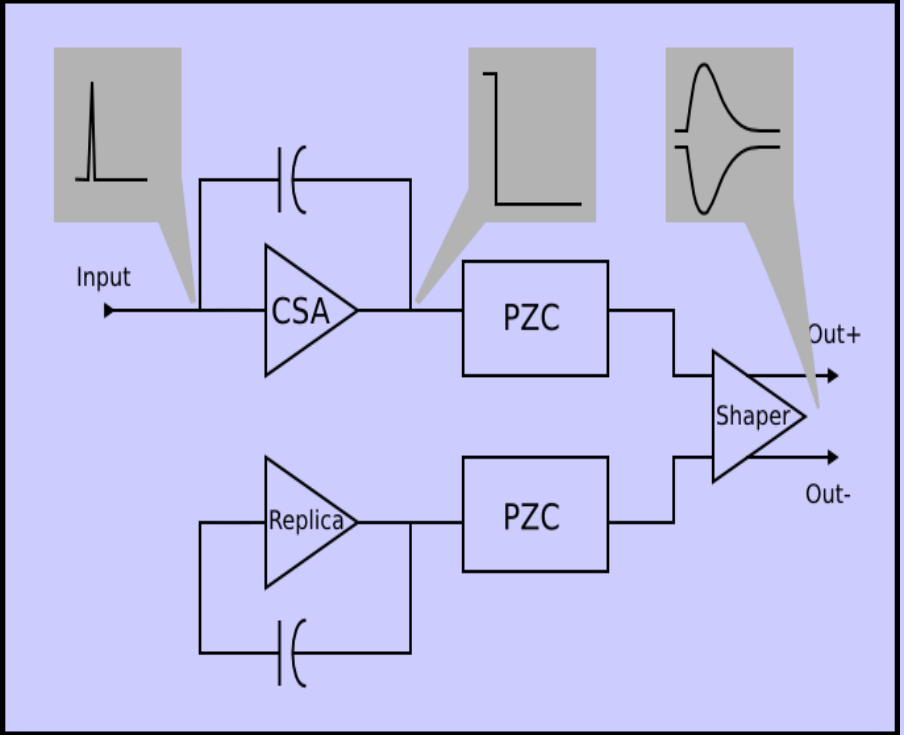 Input
CSA
PZC
Out+
Shaper
Replica
PZC
Out-